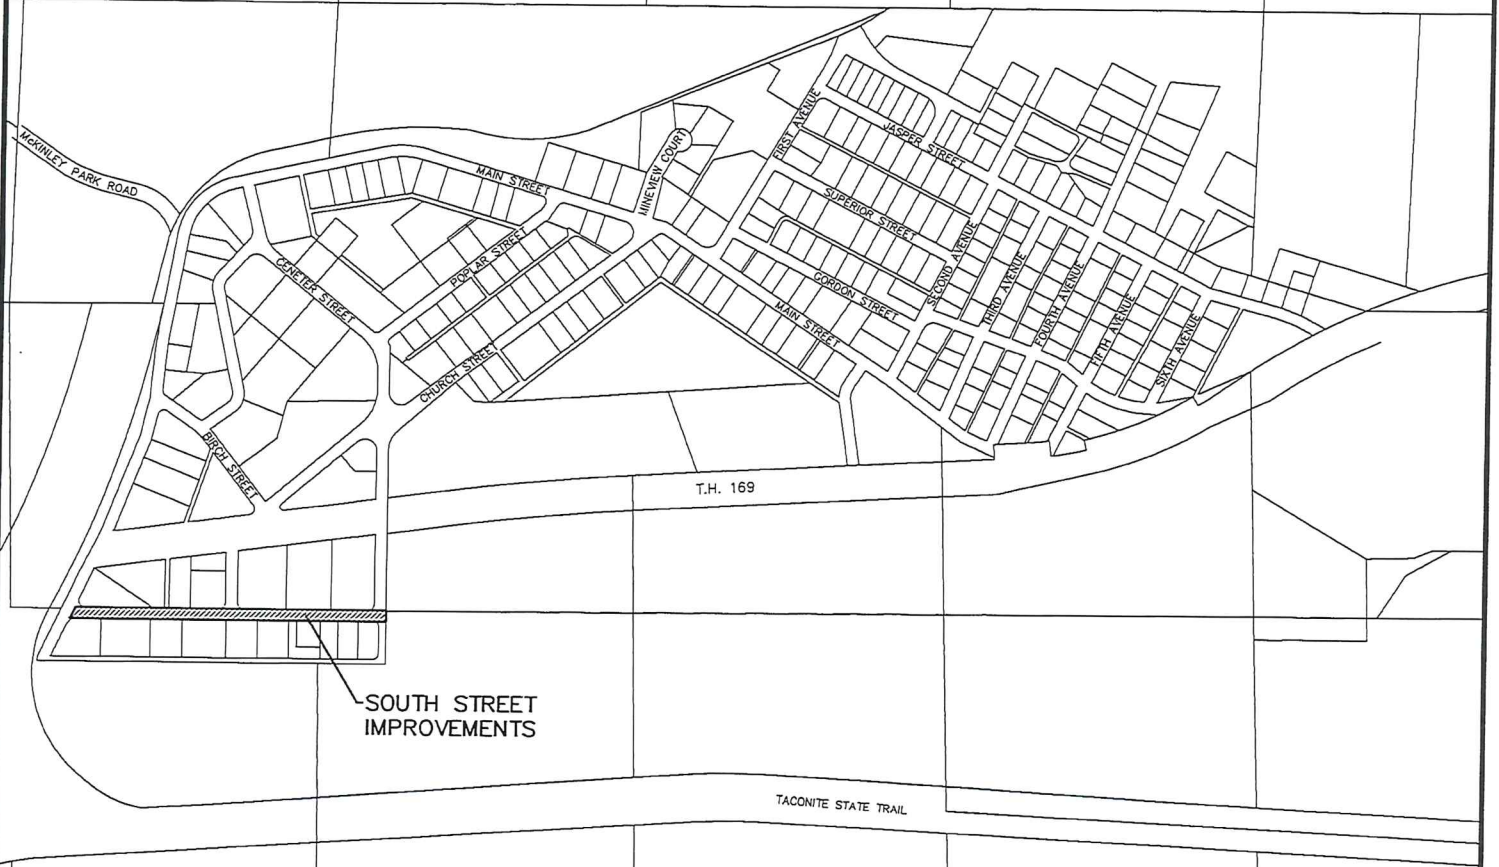 McKINLEY PARK ROAD
MAIN STREET
MINEVIEW COURT
FIRST AVENUE
JASPER STREET
SUPERIOR STREET
POPLAR STREET
CENETER STREET
SECOND AVENUE
GORDON STREET
THIRD AVENUE
FOURTH AVENUE
FIFTH AVENUE
SIXTH AVENUE
MAIN STREET
CHURCH STREET
BIRCH STREET
T.H. 169
SOUTH STREET
IMPROVEMENTS
TACONITE STATE TRAIL